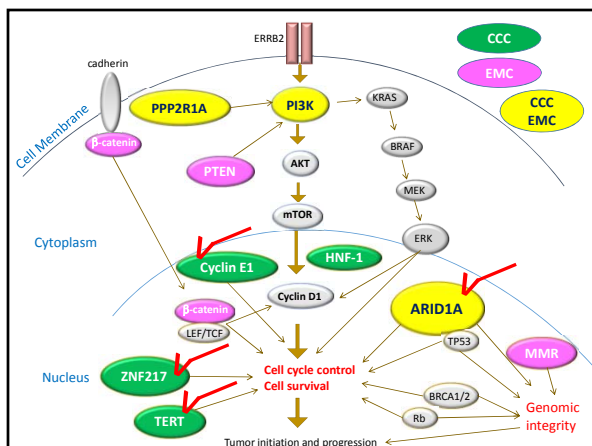 ERRB2
CCC
cadherin
EMC
PPP2R1A
PI3K
KRAS
CCC
EMC
Cell Membrane
β-catenin
BRAF
PTEN
AKT
MEK
mTOR
Cytoplasm
ERK
HNF-1
Cyclin E1
Cyclin D1
ARID1A
β-catenin
LEF/TCF
TP53
MMR
Nucleus
ZNF217
Cell cycle control
Cell survival
BRCA1/2
Genomic
integrity
TERT
Rb
Tumor initiation and progression